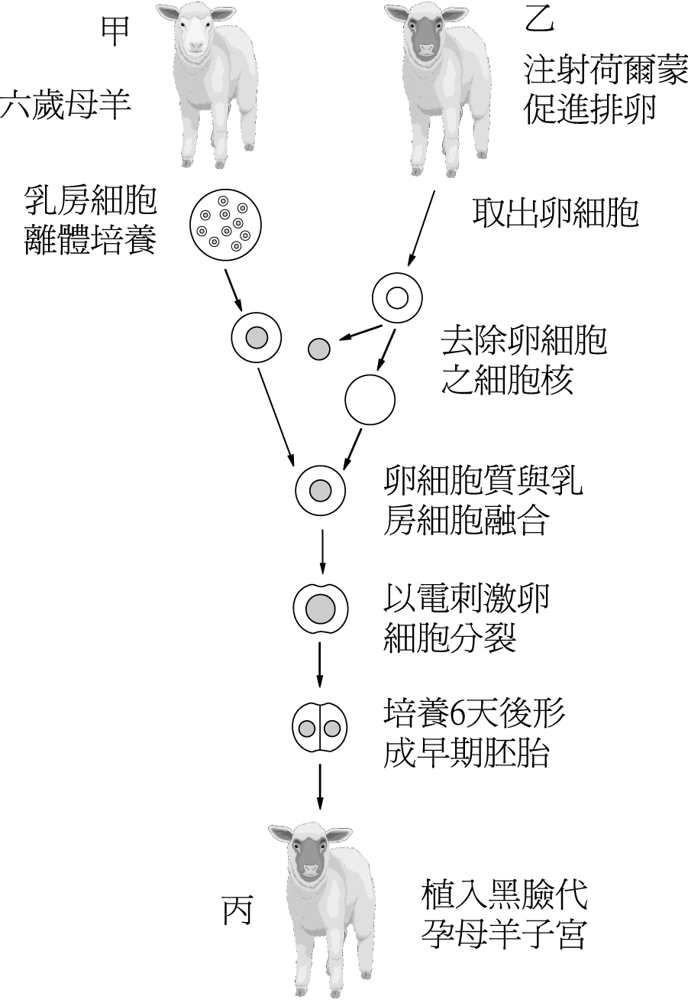 甲
六歲母羊
乙
注射荷爾蒙
促進排卵
乳房細胞
離體培養
取出卵細胞
去除卵細胞
之細胞核
卵細胞質與乳
房細胞融合
以電刺激卵
細胞分裂
培養6天後形
成早期胚胎
丙
植入黑臉代
孕母羊子宮